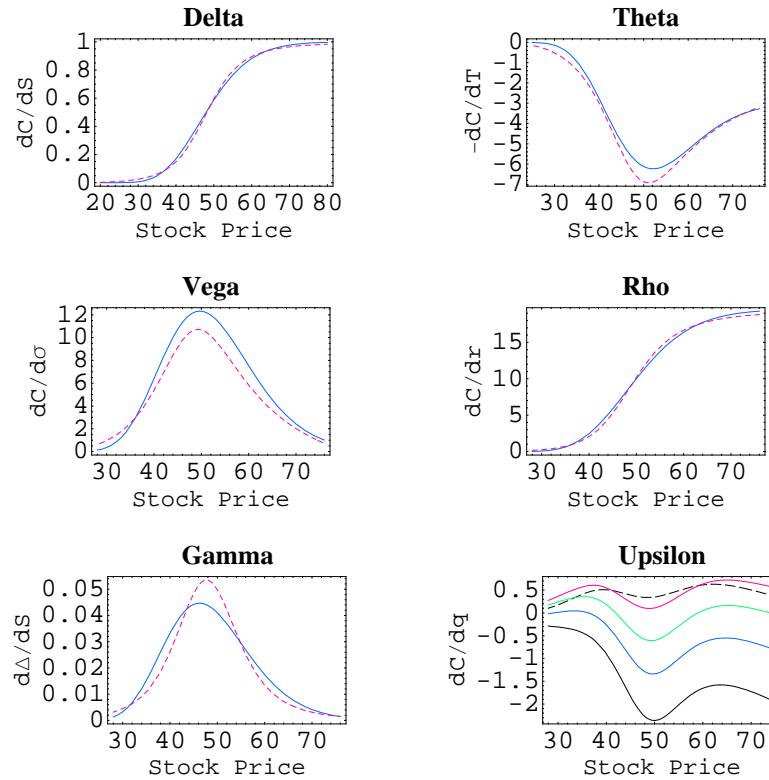 Delta
dC/dS
1
0.8
0.6
0.4
0.2
0
20 30 40 50 60 70 80
Stock Price
Theta
-dC/dT
0
-1
-2
-3
-4
-5
-6
-7
30 40 50 60 70
Stock Price
Vega
dC/dσ
12
10
8
6
4
2
0
30 40 50 60 70
Stock Price
Rho
dC/dr
15
10
5
0
30 40 50 60 70
Stock Price
Gamma
dΔ/dS
0.05
0.04
0.03
0.02
0.01
0
30 40 50 60 70
Stock Price
Upsilon
dC/dq
0.5
0
-0.5
-1
-1.5
-2
30 40 50 60 70
Stock Price